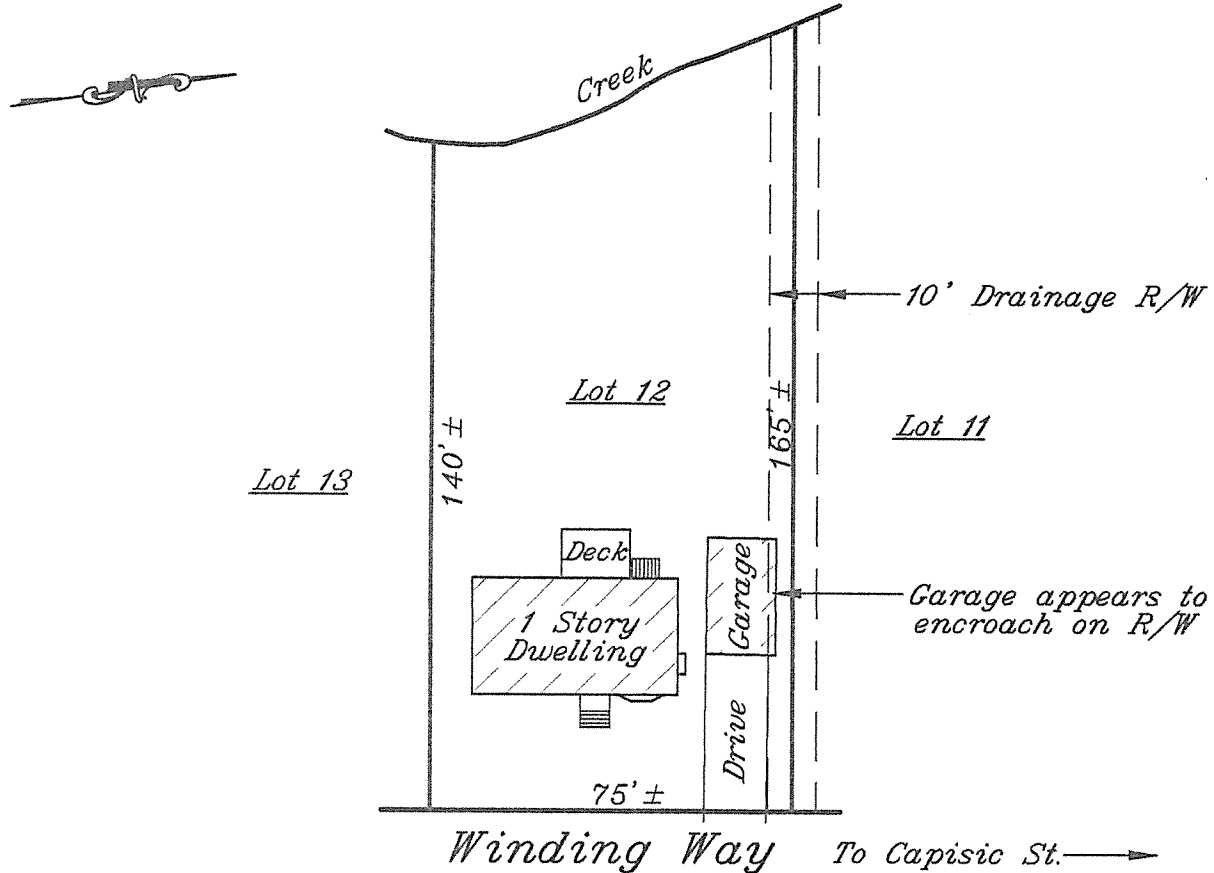 Creek
10' Drainage R/W
Lot 12
165' ±
Lot 11
140' ±
Lot 13
Deck
Garage
Garage appears to
encroach on R/W
1 Story
Dwelling
Drive
75' ±
Winding Way
To Capisic St.